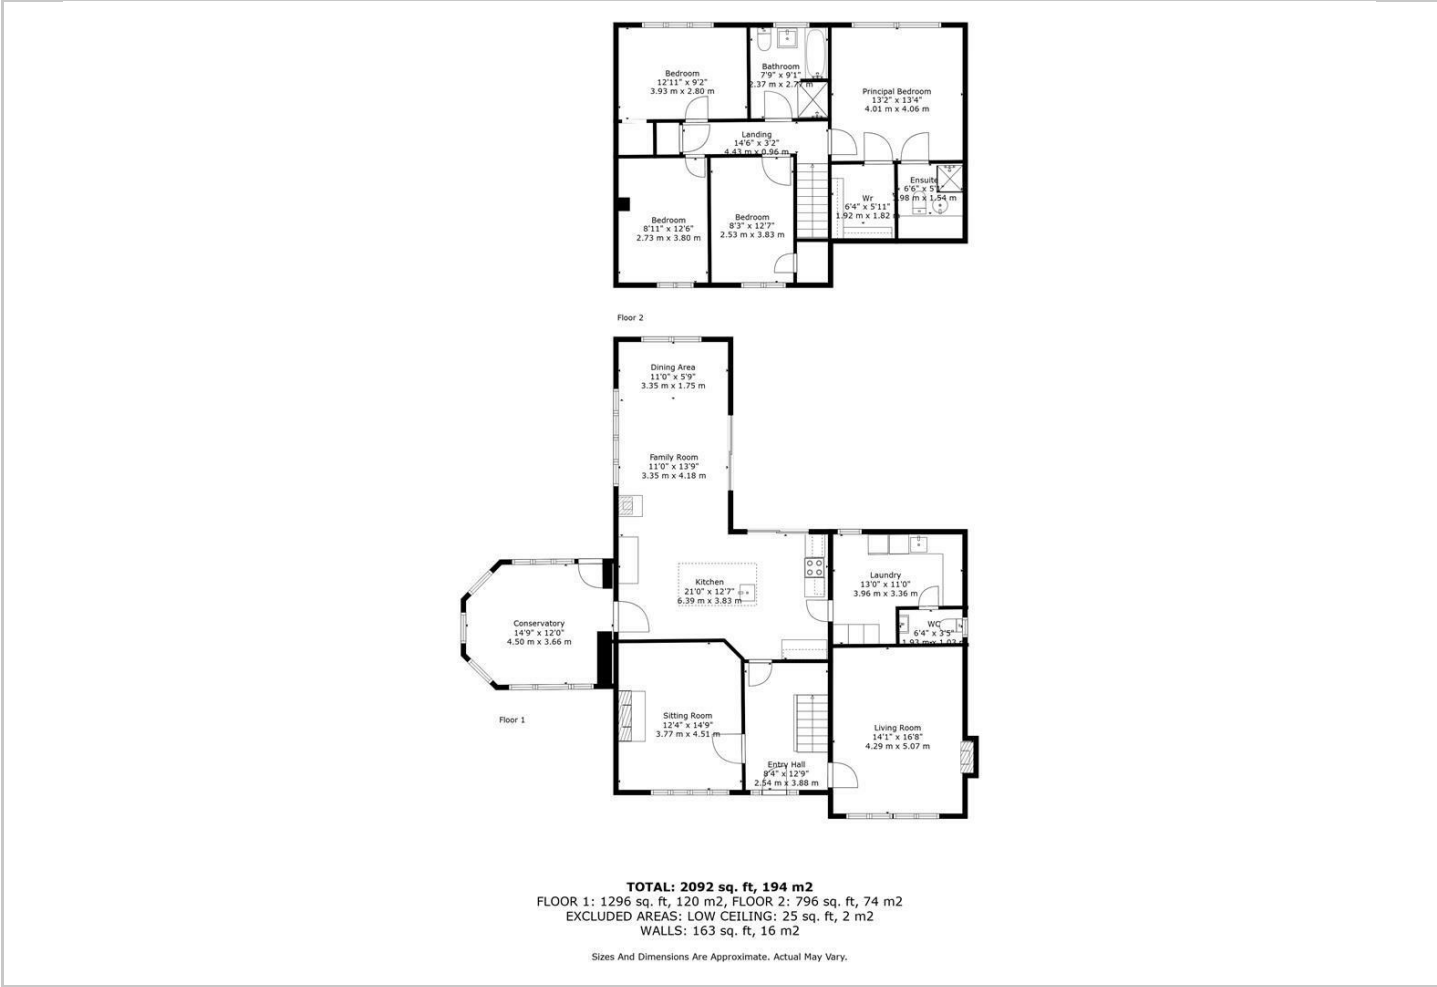 Bedroom
12'11" x 9'2"
3.93 m x 2.80 m
Bathroom
7'9" x 9'1"
2.37 m x 2.77 m
Principal Bedroom
13'2" x 13'4"
4.01 m x 4.06 m
Landing
14'6" x 3'2"
4.43 m x 0.96 m
Bedroom
8'11" x 12'6"
2.73 m x 3.80 m
Bedroom
8'3" x 12'7"
2.53 m x 3.83 m
Wr
6'4" x 5'11"
1.92 m x 1.82 m
Ensuite
6'6" x 5'1"
1.98 m x 1.54 m
Floor 2
Dining Area
11'0" x 5'9"
3.35 m x 1.75 m
Family Room
11'0" x 13'9"
3.35 m x 4.18 m
Kitchen
21'0" x 12'7"
6.39 m x 3.83 m
Laundry
13'0" x 11'0"
3.96 m x 3.36 m
WC
6'4" x 3'5"
1.93 m x 1.03 m
Conservatory
14'9" x 12'0"
4.50 m x 3.66 m
Sitting Room
12'4" x 14'9"
3.77 m x 4.51 m
Entry Hall
8'4" x 12'9"
2.54 m x 3.88 m
Living Room
14'1" x 16'8"
4.29 m x 5.07 m
Floor 1
TOTAL: 2092 sq. ft, 194 m2
FLOOR 1: 1296 sq. ft, 120 m2, FLOOR 2: 796 sq. ft, 74 m2
EXCLUDED AREAS: LOW CEILING: 25 sq. ft, 2 m2
WALLS: 163 sq. ft, 16 m2
Sizes And Dimensions Are Approximate. Actual May Vary.